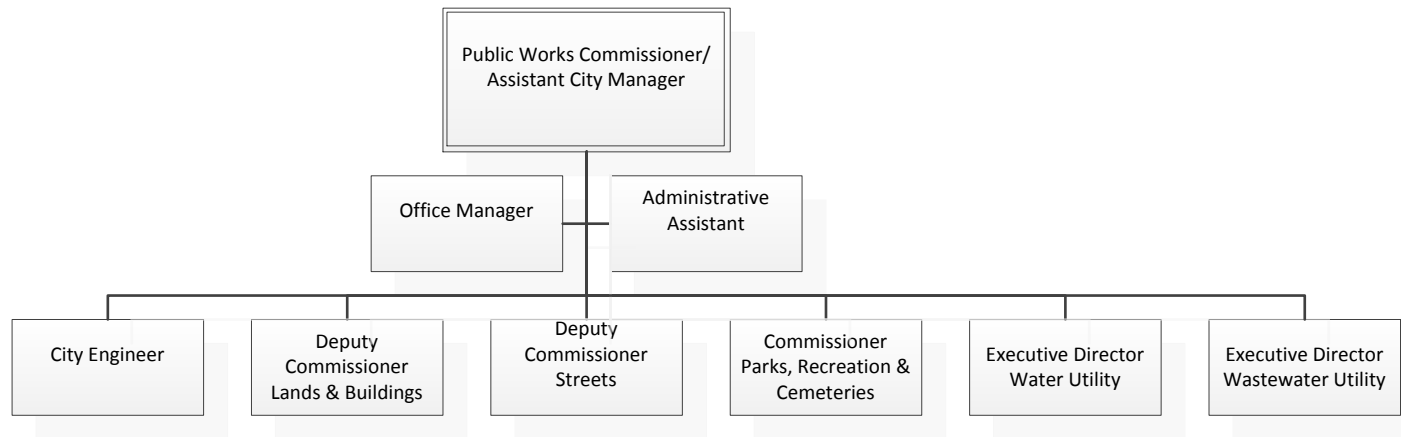 Public Works Commissioner/
Assistant City Manager
Office Manager
Administrative
Assistant
City Engineer
Deputy
Commissioner
Lands & Buildings
Deputy
Commissioner
Streets
Commissioner
Parks, Recreation &
Cemeteries
Executive Director
Water Utility
Executive Director
Wastewater Utility